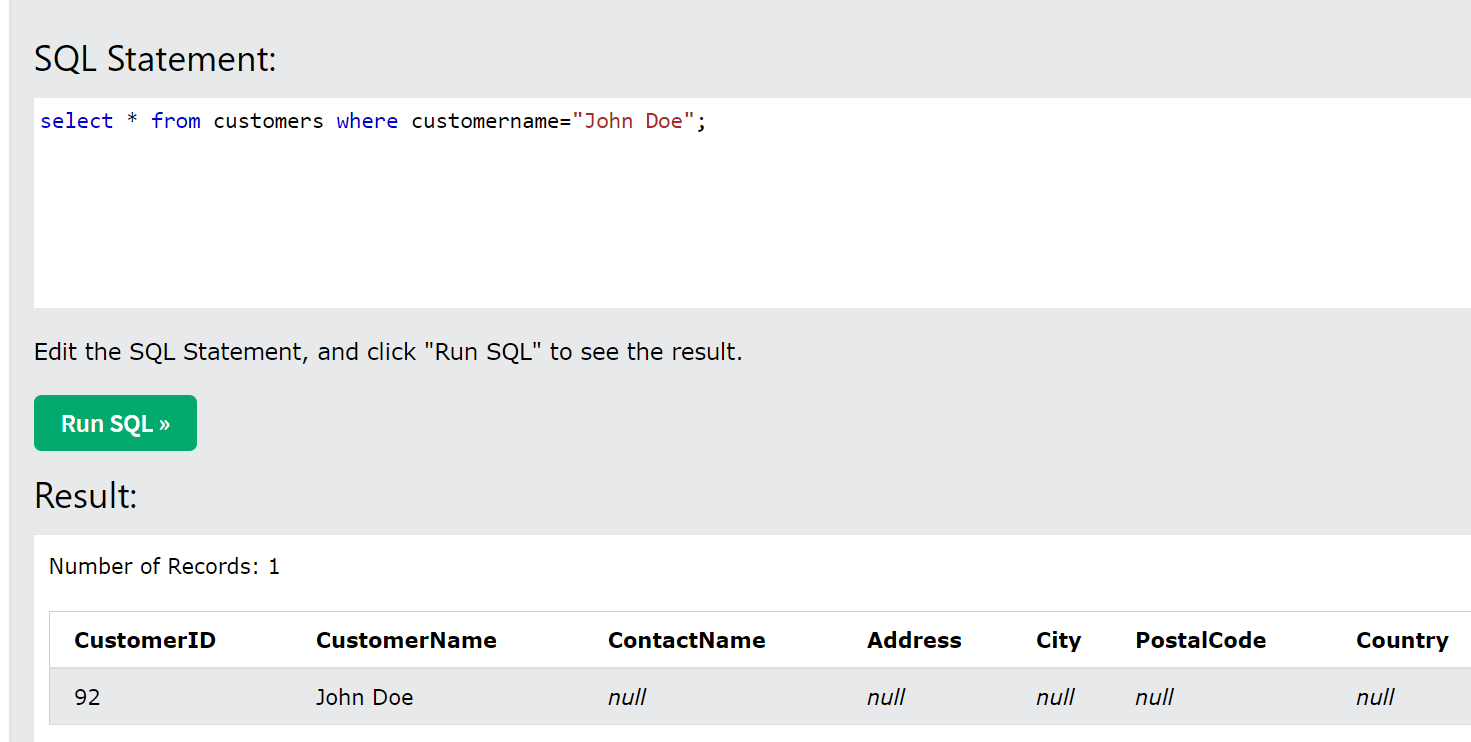 SQL Statement:
select * from customers where customername="John Doe";
Edit the SQL Statement, and click "Run SQL" to see the result.
Run SQL »
Result:
Number of Records: 1
CustomerID CustomerName ContactName Address City PostalCode Country
92 John Doe null null null null null